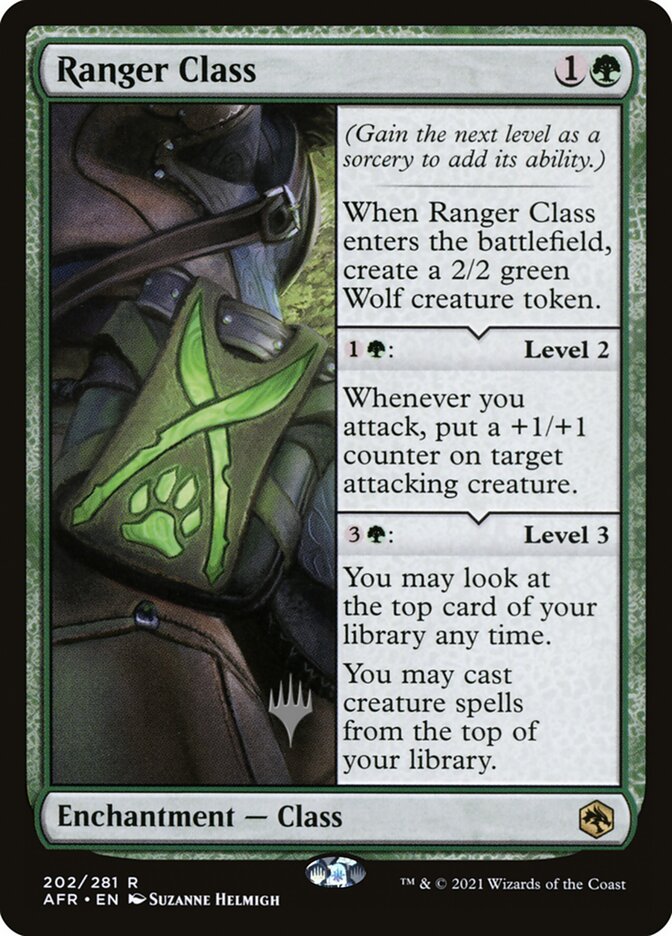 Ranger Class 1
(Gain the next level as a
sorcery to add its ability.)
When Ranger Class
enters the battlefield,
create a 2/2 green
Wolf creature token.
1 : Level 2
Whenever you
attack, put a +1/+1
counter on target
attacking creature.
3 : Level 3
You may look at
the top card of your
library any time.
You may cast
creature spells
from the top of
your library.
Enchantment — Class
202/281 R
AFR • EN Suzanne Helmigh
™ & © 2021 Wizards of the Coast